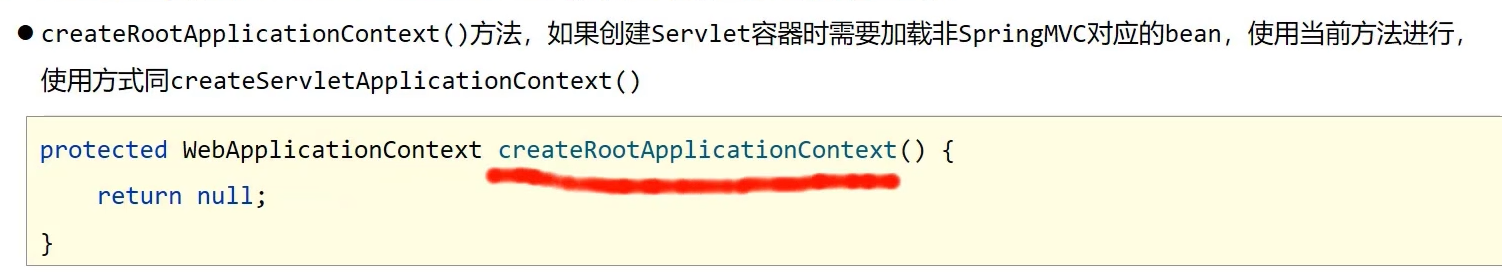 ● createRootApplicationContext()方法，如果创建Servlet容器时需要加载非SpringMVC对应的bean，使用当前方法进行，
使用方式同createServletApplicationContext()
protected WebApplicationContext createRootApplicationContext() {
    return null;
}